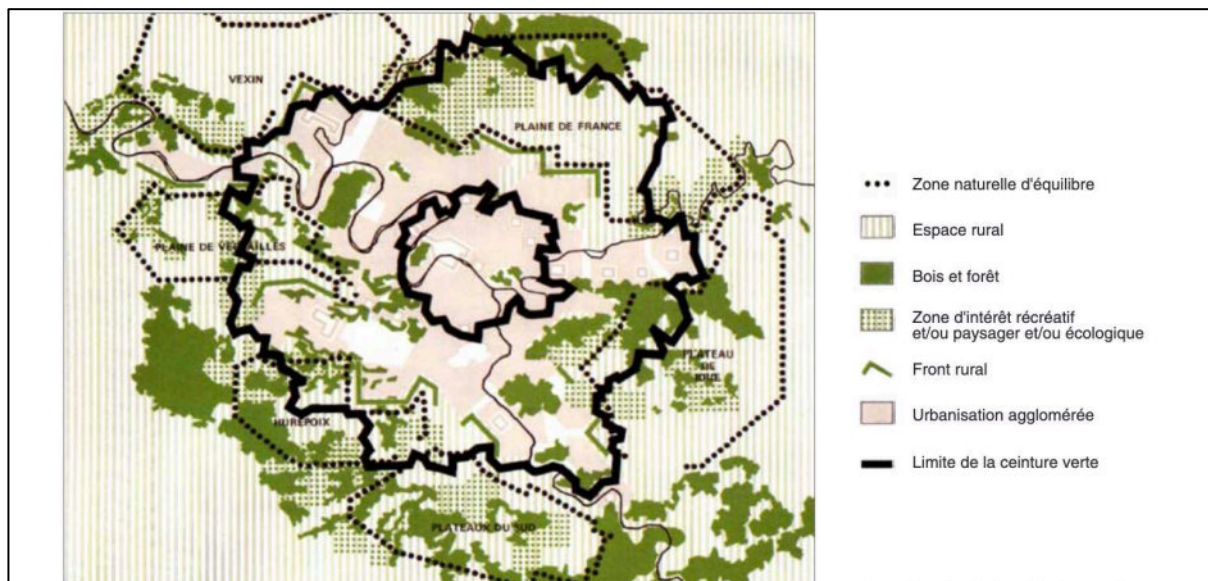 VEXIN
PLAINE DE FRANCE
PLAINE DE VERSAILLES
PLATEAU
DE
BRIE
HUREPOIX
PLATEAUX DU SUD
Zone naturelle d'équilibre
Espace rural
Bois et forêt
Zone d'intérêt récréatif
et/ou paysager et/ou écologique
Front rural
Urbanisation agglomérée
Limite de la ceinture verte